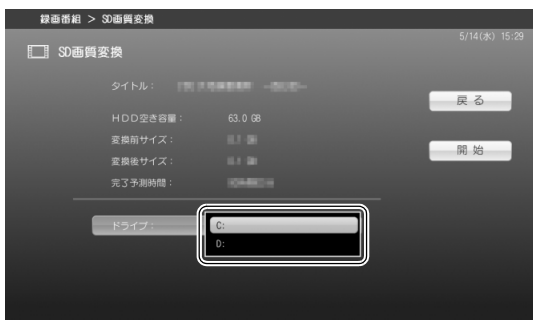 録画番組 > SD画質変換
5/14(水) 15:29
SD画質変換
タイトル：
戻る
HDD空き容量： 63.0 GB
変換前サイズ：
開始
変換後サイズ：
完了予測時間：
ドライブ： C:
D: